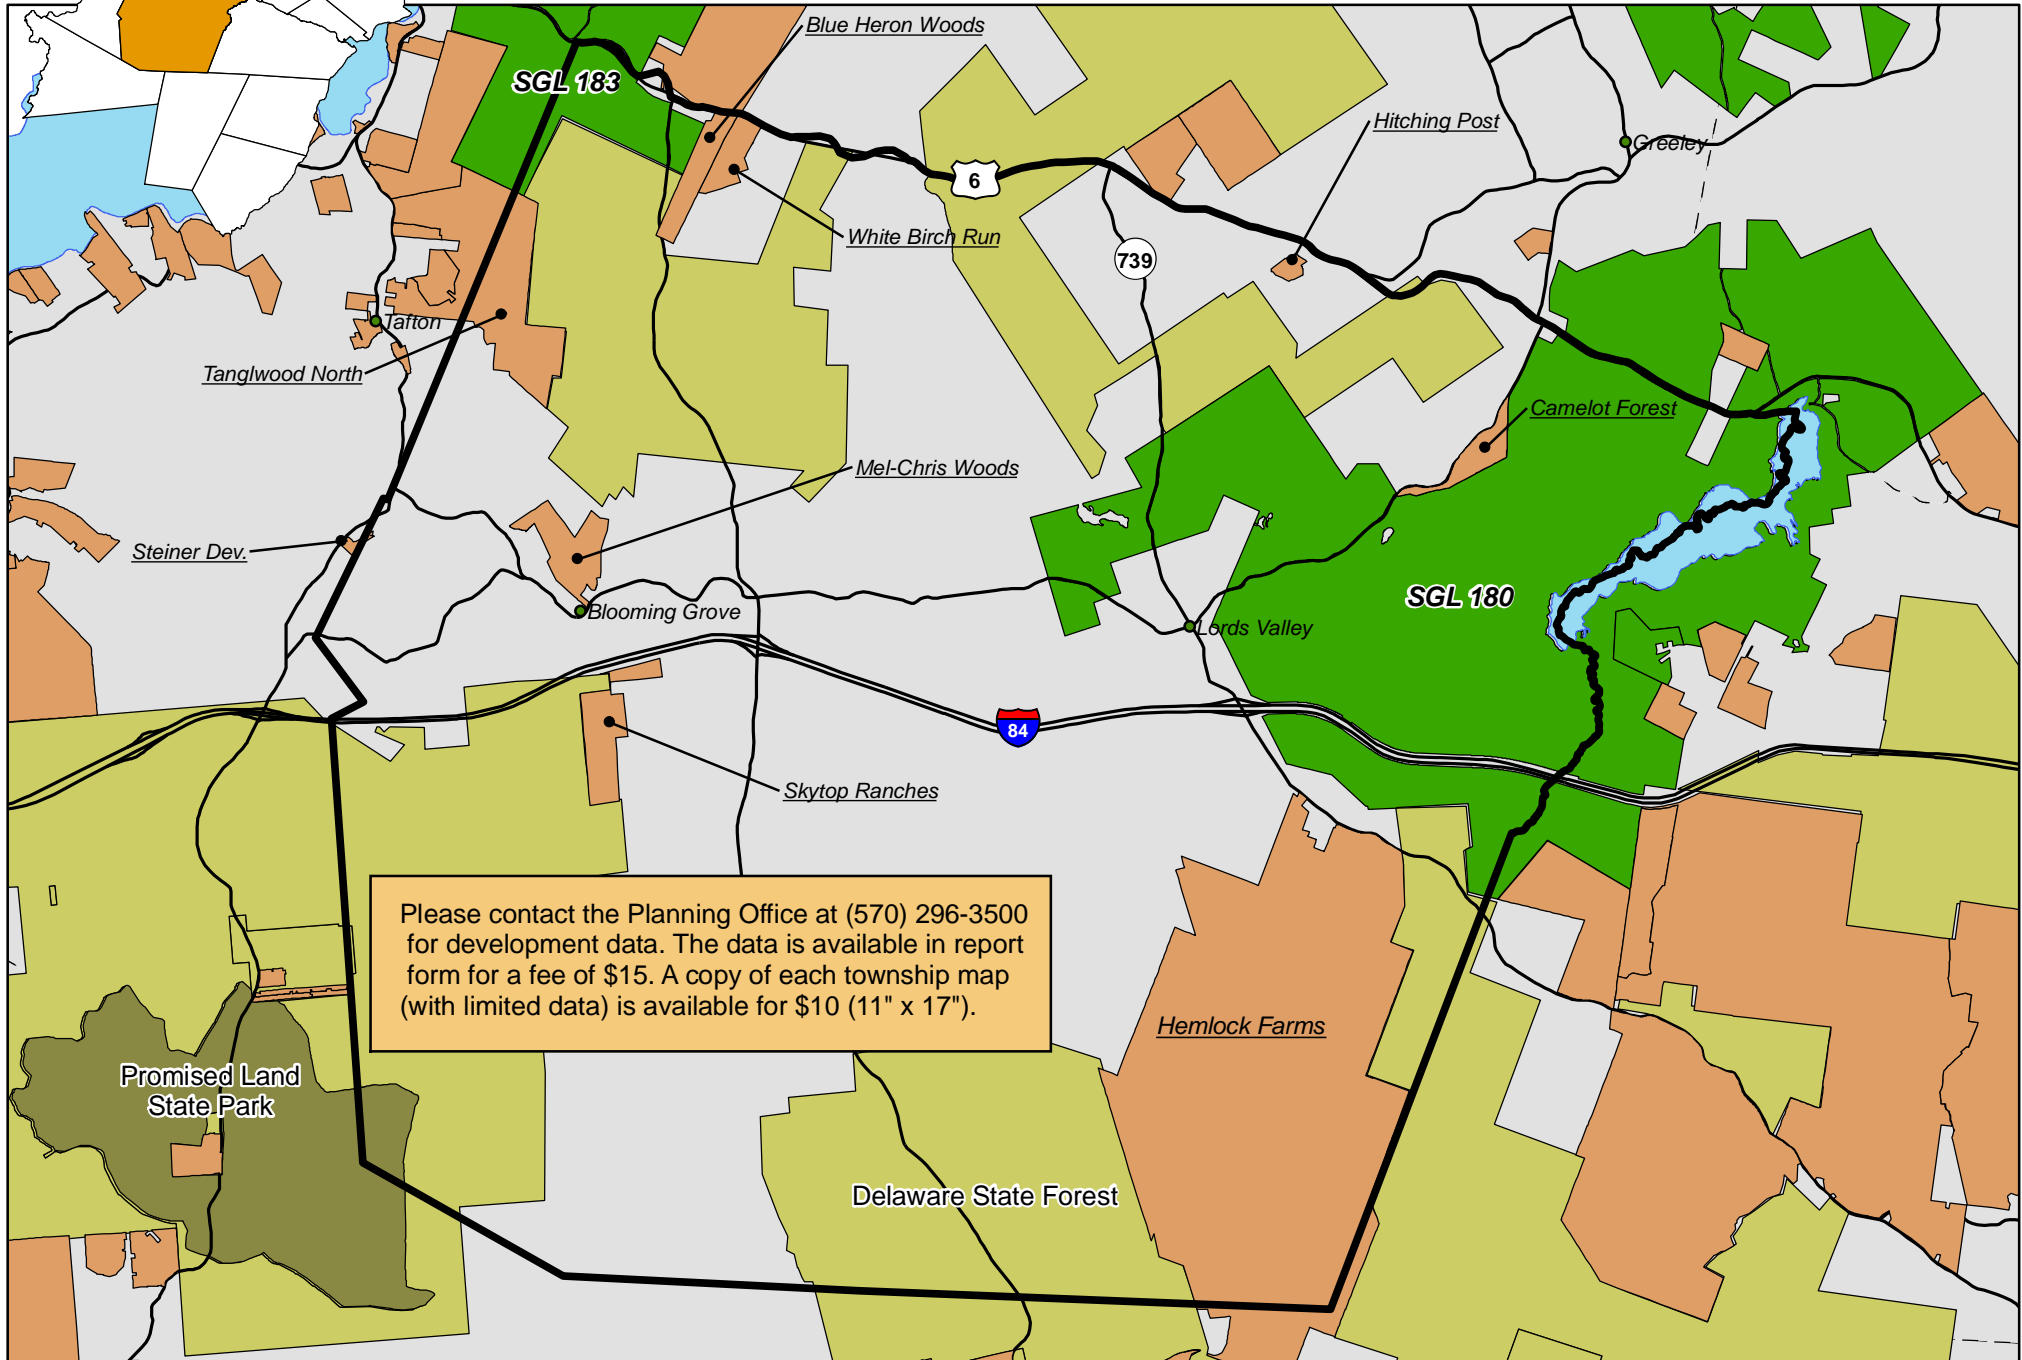 Blue Heron Woods
SGL 183
Hitching Post
Greeley
6
White Birch Run
739
Tafton
Tanglwood North
Camelot Forest
Mel-Chris Woods
Steiner Dev.
SGL 180
Blooming Grove
Lords Valley
84
Skytop Ranches
Please contact the Planning Office at (570) 296-3500
for development data. The data is available in report
form for a fee of $15. A copy of each township map
(with limited data) is available for $10 (11" x 17").
Hemlock Farms
Promised Land
State Park
Delaware State Forest